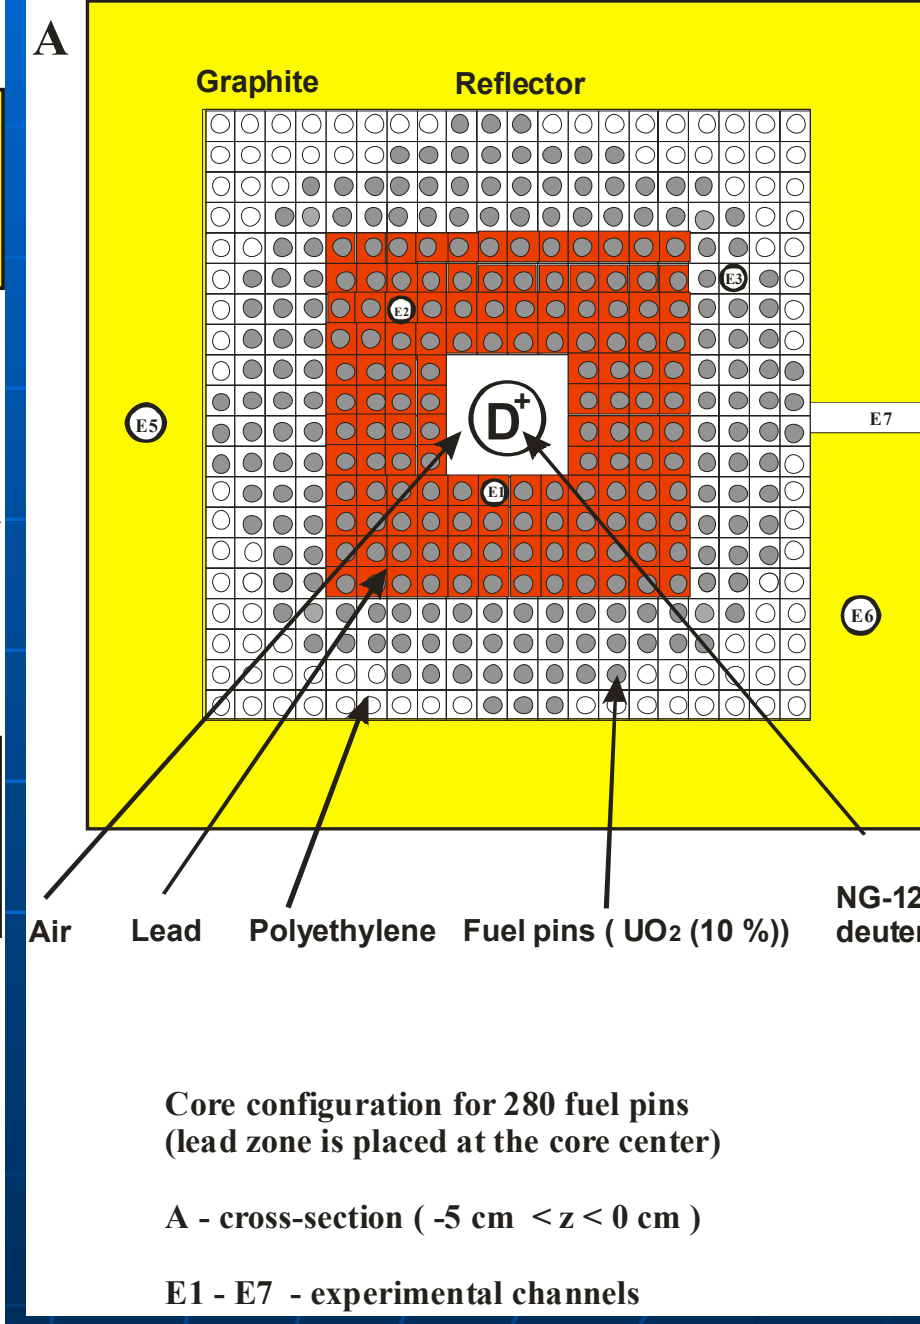 A
Graphite Reflector
E3
E2
D+
E5
E7
E1
E6
Air Lead Polyethylene Fuel pins ( UO2 (10 %))
NG-12
deuter
Core configuration for 280 fuel pins
(lead zone is placed at the core center)
A - cross-section ( -5 cm < z < 0 cm )
E1 - E7 - experimental channels